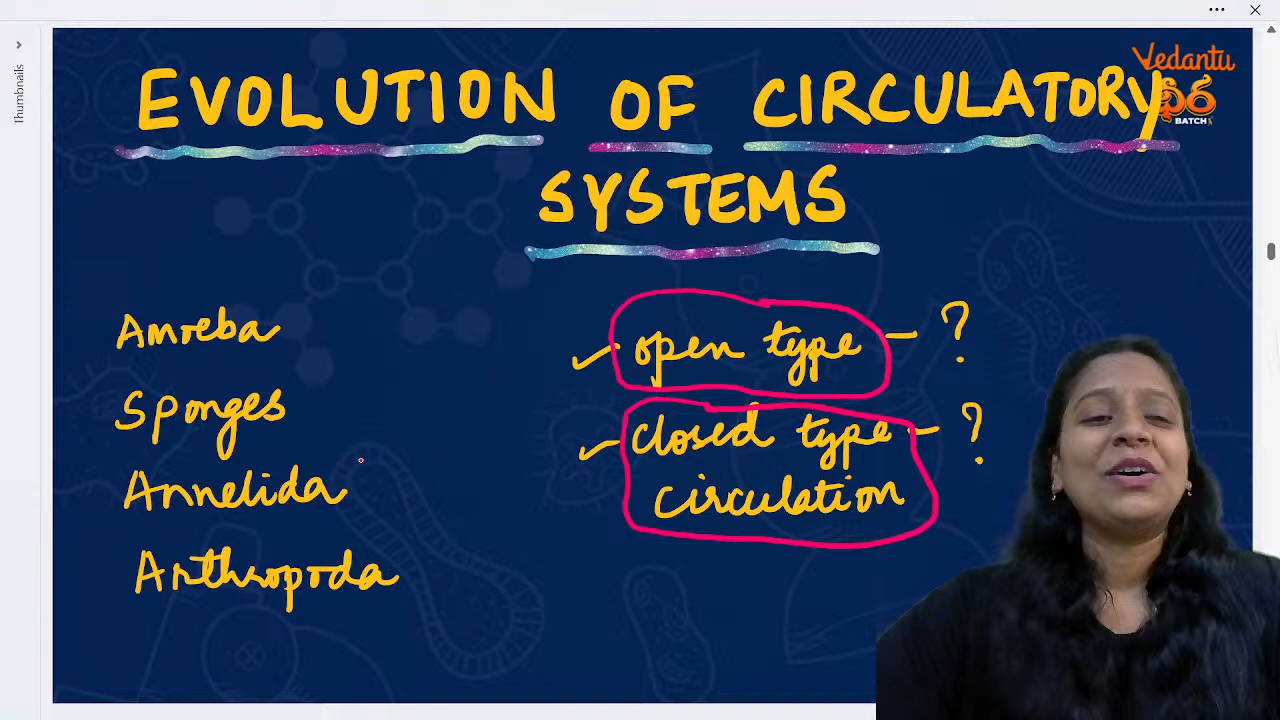 Thumbnails
Vedantu
BATCH
EVOLUTION OF CIRCULATORY
SYSTEMS
Amoeba
Sponges
Annelida
Arthropoda
open type - ?
closed type - ?
circulation